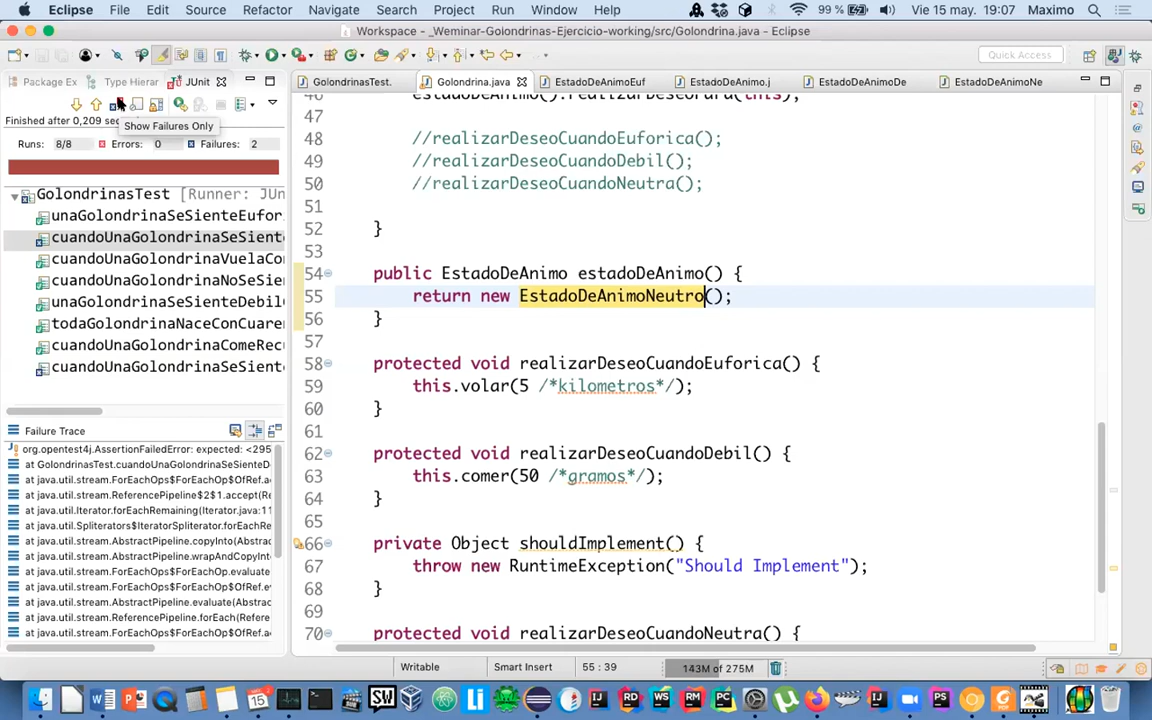 Eclipse File Edit Source Refactor Navigate Search Project Run Window Help 99 % Vie 15 may. 19:07 Maximo
Workspace - _Weminar-Golondrinas-Ejercicio-working/src/Golondrina.java - Eclipse
Quick Access
Package Ex Type Hierar JUnit
GolondrinasTest. Golondrina.java EstadoDeAnimoEuf EstadoDeAnimo.j EstadoDeAnimoDe EstadoDeAnimoNe
Finished after 0,209
Show Failures Only
Runs: 8/8 Errors: 0 Failures: 2
GolondrinasTest [Runner: JUn
unaGolondrinaSeSienteEufor
cuandoUnaGolondrinaSeSient
cuandoUnaGolondrinaVuelaCo
cuandoUnaGolondrinaNoSeSie
unaGolondrinaSeSienteDebil
todaGolondrinaNaceConCuare
cuandoUnaGolondrinaComeRec
cuandoUnaGolondrinaSeSient
Failure Trace
org.opentest4j.AssertionFailedError: expected: <295
at GolondrinasTest.cuandoUnaGolondrinaSeSienteD
at java.util.stream.ForEachOps$ForEachOp$OfRef.a
at java.util.stream.ReferencePipeline$2$1.accept(Re
at java.util.Iterator.forEachRemaining(Iterator.java:11
at java.util.Spliterators$IteratorSpliterator.forEachRe
at java.util.stream.AbstractPipeline.copyInto(Abstrac
at java.util.stream.AbstractPipeline.wrapAndCopyInt
at java.util.stream.ForEachOps$ForEachOp.evaluate
at java.util.stream.ForEachOps$ForEachOp$OfRef.ev
at java.util.stream.AbstractPipeline.evaluate(Abstrac
at java.util.stream.ReferencePipeline.forEach(Refere
at java.util.stream.ForEachOps$ForEachOp$OfRef.a
46 estadoDeAnimo().realizarDeseoPara(this);
47
48 //realizarDeseoCuandoEuforica();
49 //realizarDeseoCuandoDebil();
50 //realizarDeseoCuandoNeutra();
51
52 }
53
54 public EstadoDeAnimo estadoDeAnimo() {
55 return new EstadoDeAnimoNeutro();
56 }
57
58 protected void realizarDeseoCuandoEuforica() {
59 this.volar(5 /*kilometros*/);
60 }
61
62 protected void realizarDeseoCuandoDebil() {
63 this.comer(50 /*gramos*/);
64 }
65
66 private Object shouldImplement() {
67 throw new RuntimeException("Should Implement");
68 }
69
70 protected void realizarDeseoCuandoNeutra() {
Writable Smart Insert 55 : 39 143M of 275M